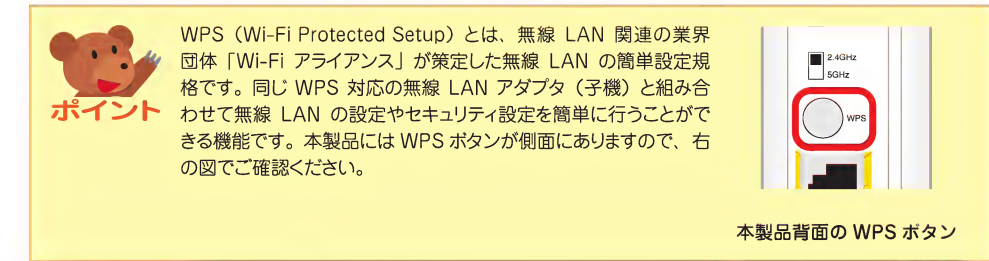 WPS（Wi-Fi Protected Setup）とは、無線 LAN 関連の業界
団体「Wi-Fi アライアンス」が策定した無線 LAN の簡単設定規
格です。同じ WPS 対応の無線 LAN アダプタ（子機）と組み合
わせて無線 LAN の設定やセキュリティ設定を簡単に行うことがで
きる機能です。本製品には WPS ボタンが側面にありますので、右
の図でご確認ください。
ポイント
2.4GHz
5GHz
WPS
本製品背面の WPS ボタン